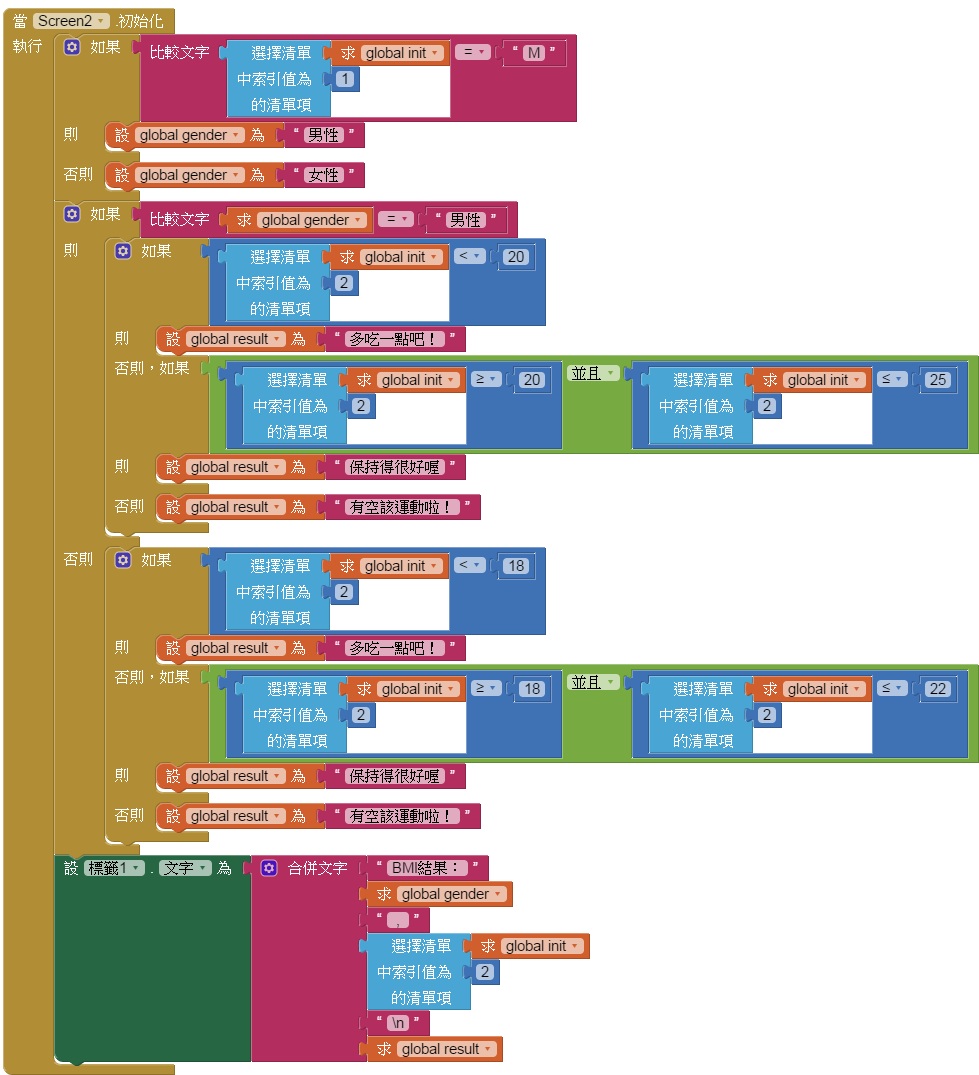 當 Screen2 .初始化
執行 如果 比較文字 選擇清單 求 global init = " M "
中索引值為 1
的清單項
則 設 global gender 為 " 男性 "
否則 設 global gender 為 " 女性 "
如果 比較文字 求 global gender = " 男性 "
則 如果 選擇清單 求 global init < 20
中索引值為 2
的清單項
則 設 global result 為 " 多吃一點吧！ "
否則，如果 選擇清單 求 global init ≥ 20 並且 選擇清單 求 global init ≤ 25
中索引值為 2 中索引值為 2
的清單項 的清單項
則 設 global result 為 " 保持得很好喔 "
否則 設 global result 為 " 有空該運動啦！ "
否則 如果 選擇清單 求 global init < 18
中索引值為 2
的清單項
則 設 global result 為 " 多吃一點吧！ "
否則，如果 選擇清單 求 global init ≥ 18 並且 選擇清單 求 global init ≤ 22
中索引值為 2 中索引值為 2
的清單項 的清單項
則 設 global result 為 " 保持得很好喔 "
否則 設 global result 為 " 有空該運動啦！ "
設 標籤1 . 文字 為 合併文字 " BMI結果： "
求 global gender
" , "
選擇清單 求 global init
中索引值為 2
的清單項
" \n "
求 global result